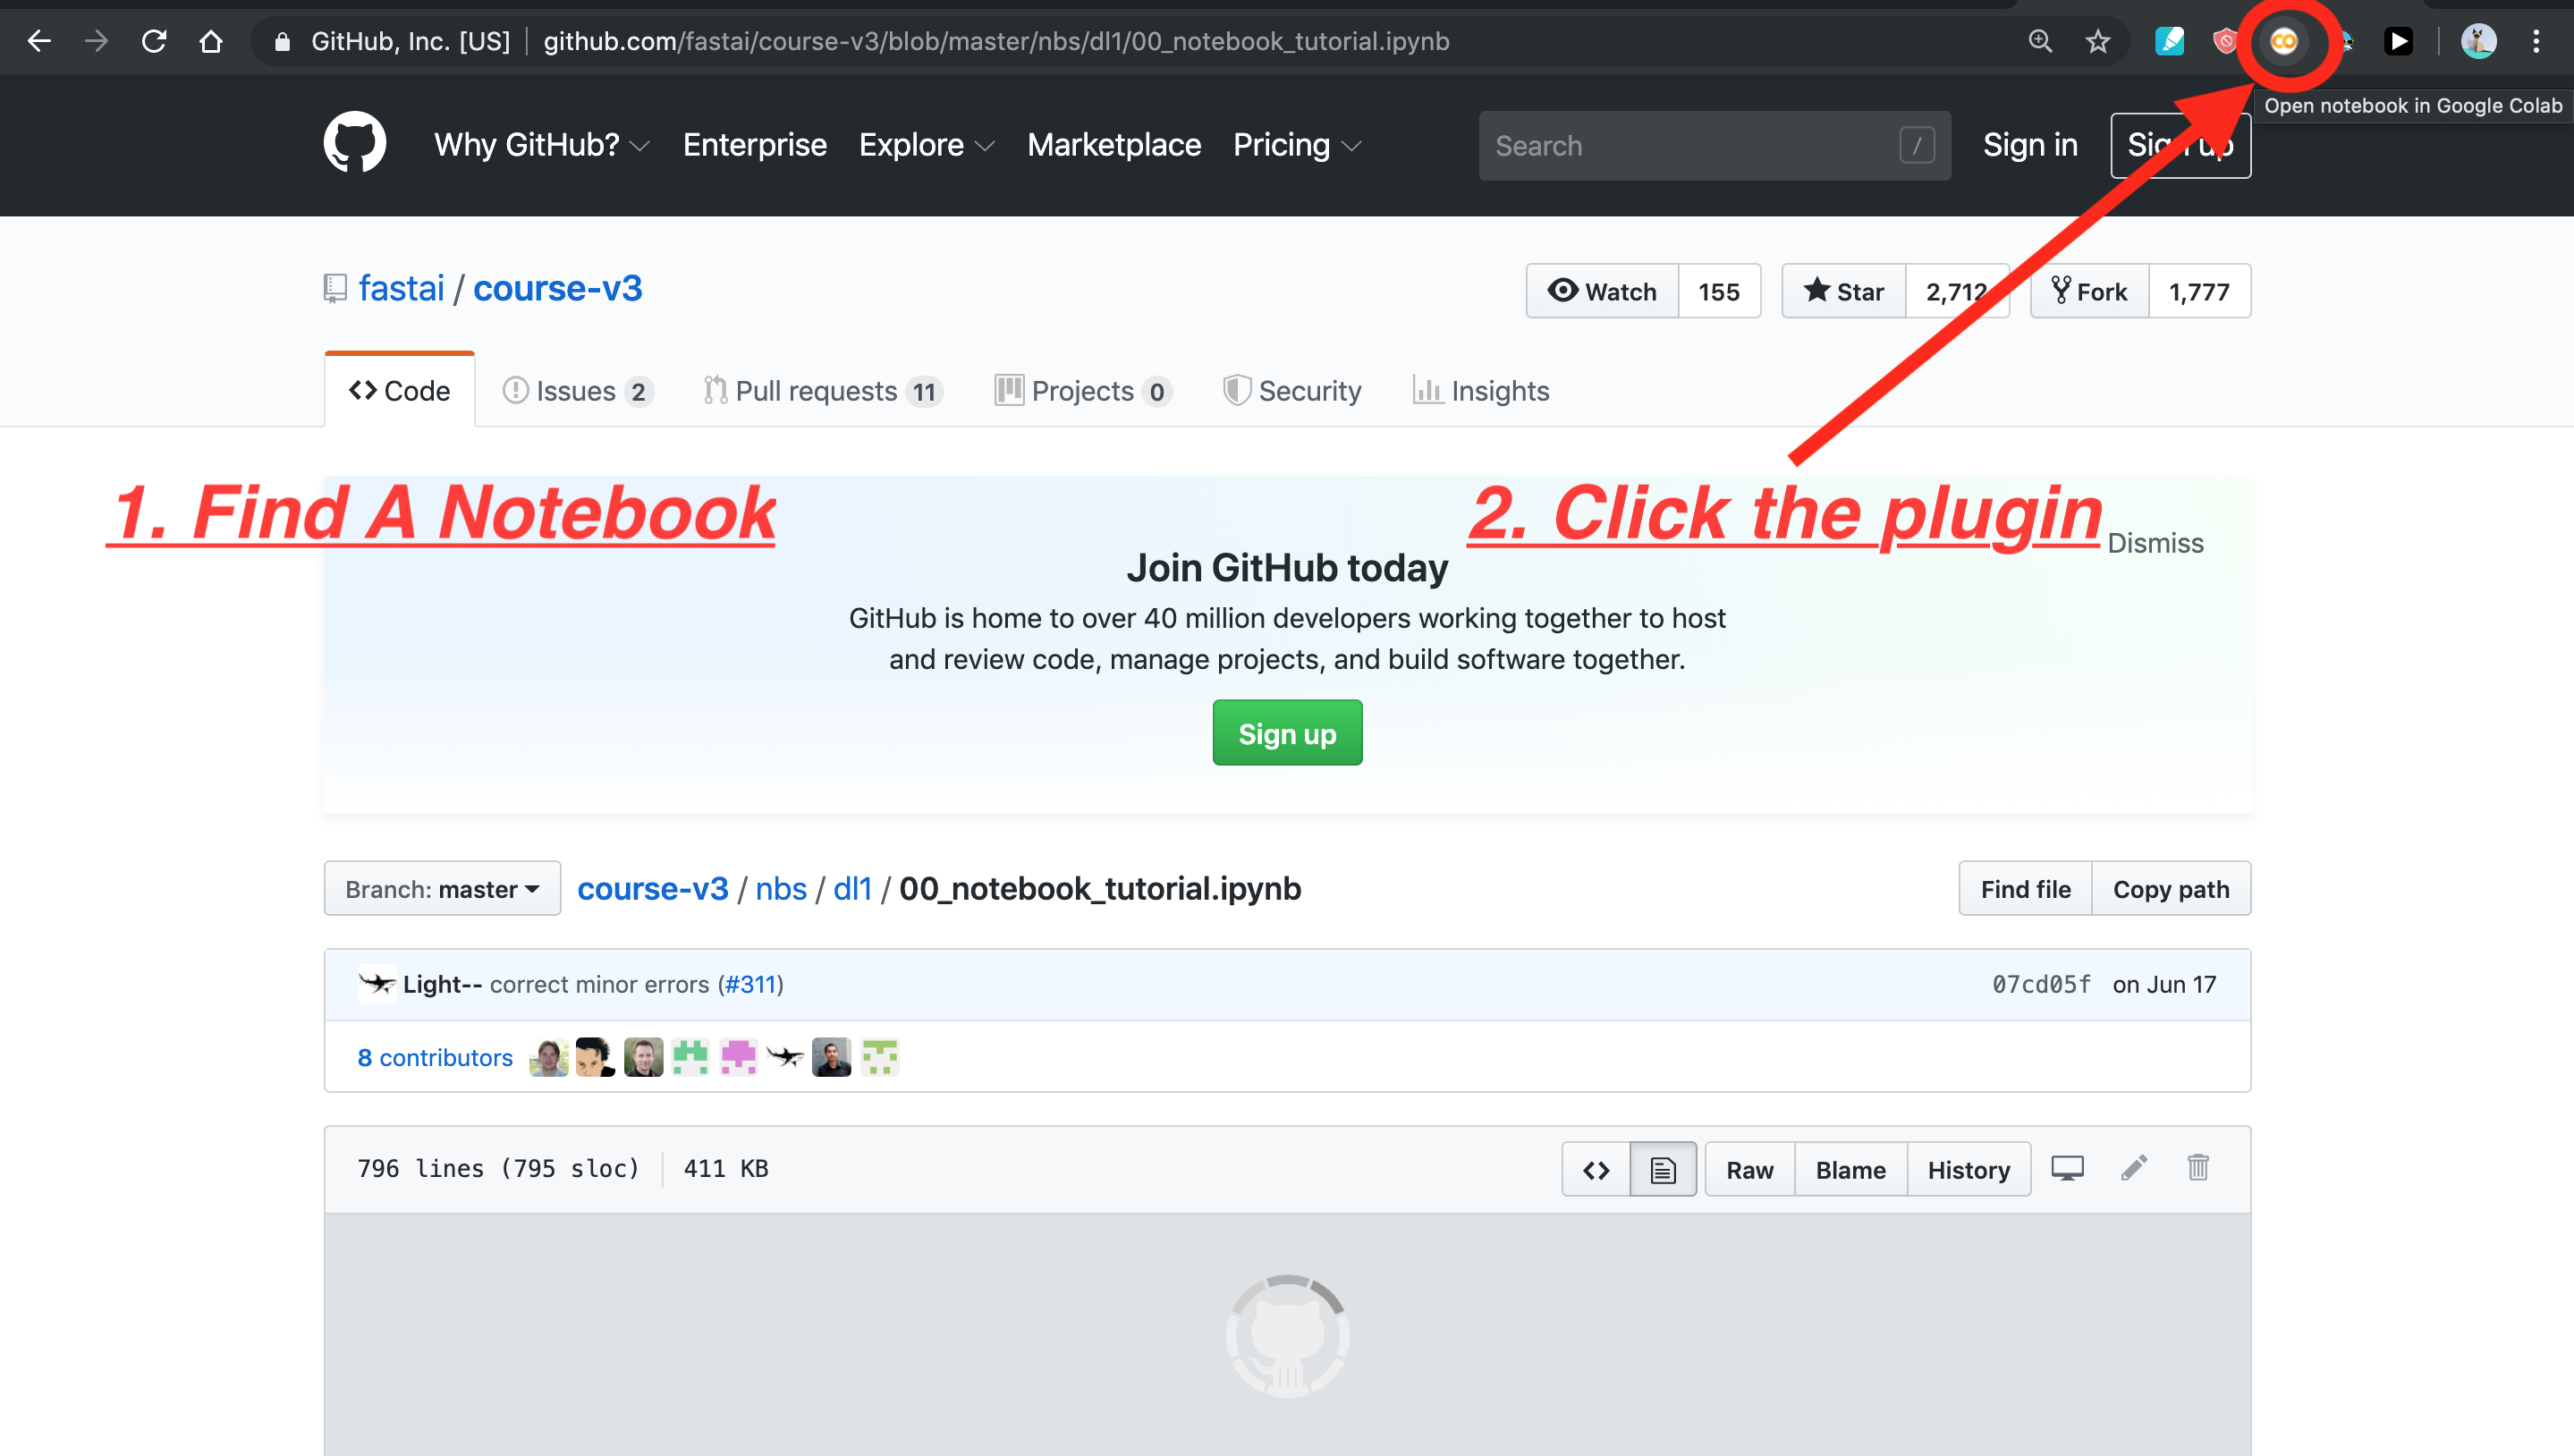 GitHub, Inc. [US] github.com/fastai/course-v3/blob/master/nbs/dl1/00_notebook_tutorial.ipynb
Open notebook in Google Colab
Why GitHub? Enterprise Explore Marketplace Pricing Search / Sign in Sign up
fastai / course-v3 Watch 155 Star 2,712 Fork 1,777
Code Issues 2 Pull requests 11 Projects 0 Security Insights
1. Find A Notebook 2. Click the plugin
Dismiss
Join GitHub today
GitHub is home to over 40 million developers working together to host
and review code, manage projects, and build software together.
Sign up
Branch: master course-v3 / nbs / dl1 / 00_notebook_tutorial.ipynb Find file Copy path
Light-- correct minor errors (#311) 07cd05f on Jun 17
8 contributors
796 lines (795 sloc) 411 KB Raw Blame History